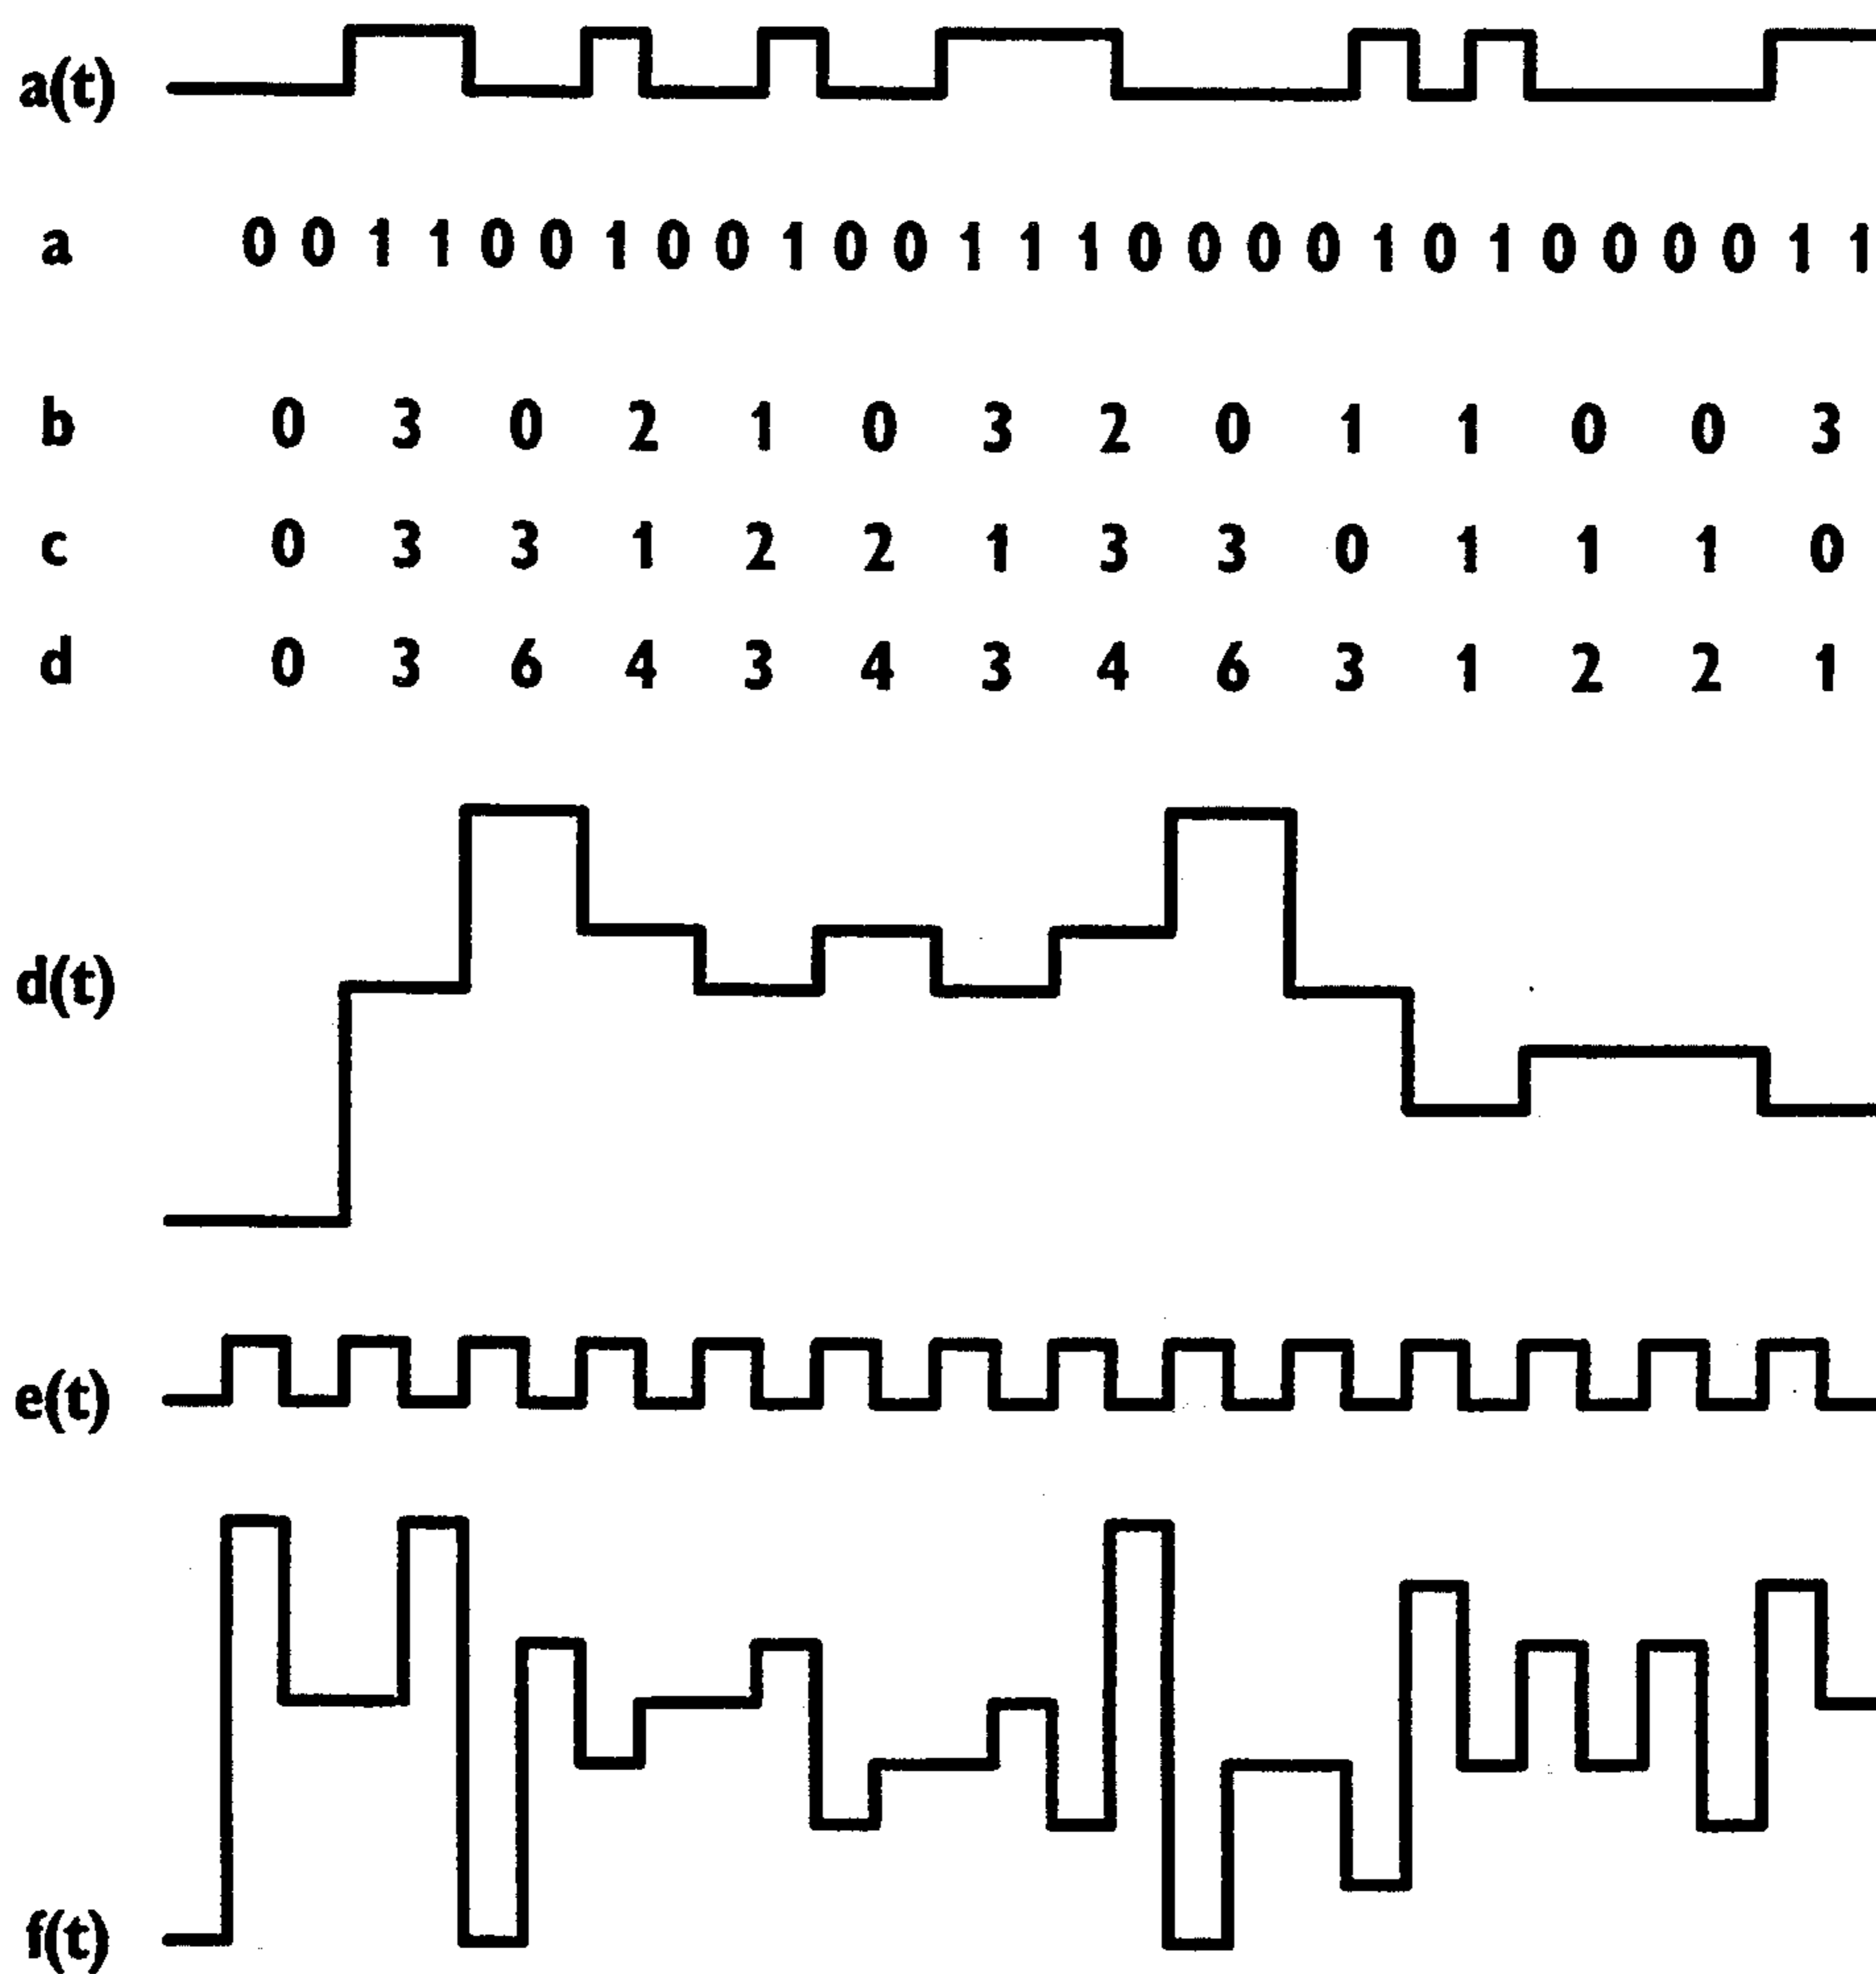 a(t)
a 0 0 1 1 0 0 1 0 0 1 0 0 1 1 1 0 0 0 0 1 0 1 0 0 0 0 1 1
b 0 3 0 2 1 0 3 2 0 1 1 0 0 3
c 0 3 3 1 2 2 1 3 3 0 1 1 1 0
d 0 3 6 4 3 4 3 4 6 3 1 2 2 1
d(t)
e(t)
f(t)